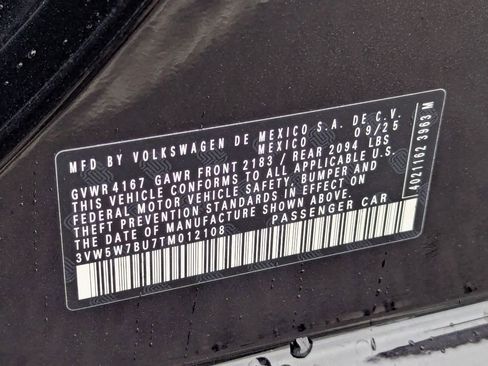 MFD BY VOLKSWAGEN DE MEXICO S.A. DE C.V.
MEXICO 09/25
GVWR 4167 GAWR FRONT 2183 / REAR 2094 LBS
THIS VEHICLE CONFORMS TO ALL APPLICABLE U.S.
FEDERAL MOTOR VEHICLE SAFETY, BUMPER AND
THEFT PREVENTION STANDARDS IN EFFECT ON
THE DATE OF MANUFACTURE SHOWN ABOVE.
3VW5W7BU7TM012108 PASSENGER CAR
4021162 3963 M